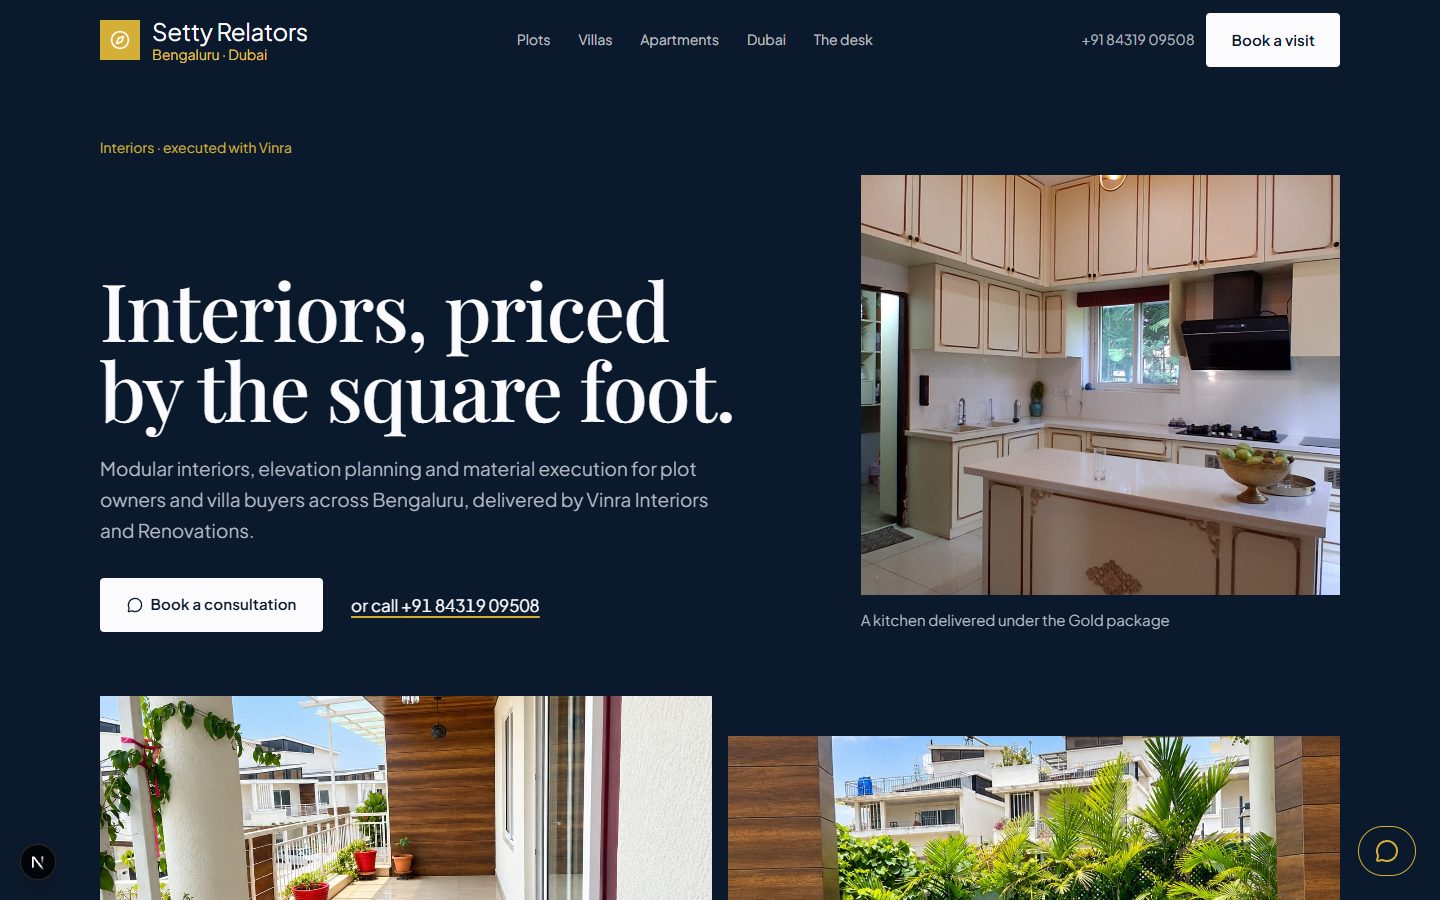 Setty Relators
Bengaluru · Dubai
Plots
Villas
Apartments
Dubai
The desk
+91 84319 09508
Book a visit
Interiors · executed with Vinra
Interiors, priced
by the square foot.
Modular interiors, elevation planning and material execution for plot
owners and villa buyers across Bengaluru, delivered by Vinra Interiors
and Renovations.
Book a consultation
or call +91 84319 09508
A kitchen delivered under the Gold package
N